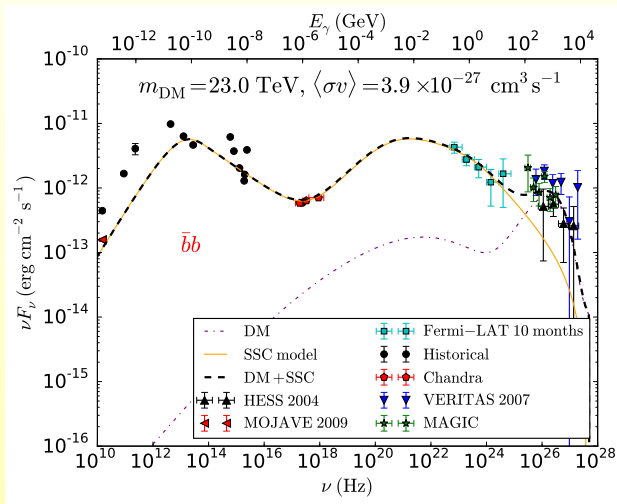 E_γ (GeV)
10^-12 10^-10 10^-8 10^-6 10^-4 10^-2 10^0 10^2 10^4
m_DM = 23.0 TeV, ⟨σv⟩ = 3.9 ×10^-27 cm^3 s^-1
10^-10
10^-11
10^-12
10^-13
10^-14
10^-15
10^-16
νF_ν (erg cm^-2 s^-1)
b̄b
DM
SSC model
DM+SSC
HESS 2004
MOJAVE 2009
Fermi−LAT 10 months
Historical
Chandra
VERITAS 2007
MAGIC
10^10 10^12 10^14 10^16 10^18 10^20 10^22 10^24 10^26 10^28
ν (Hz)